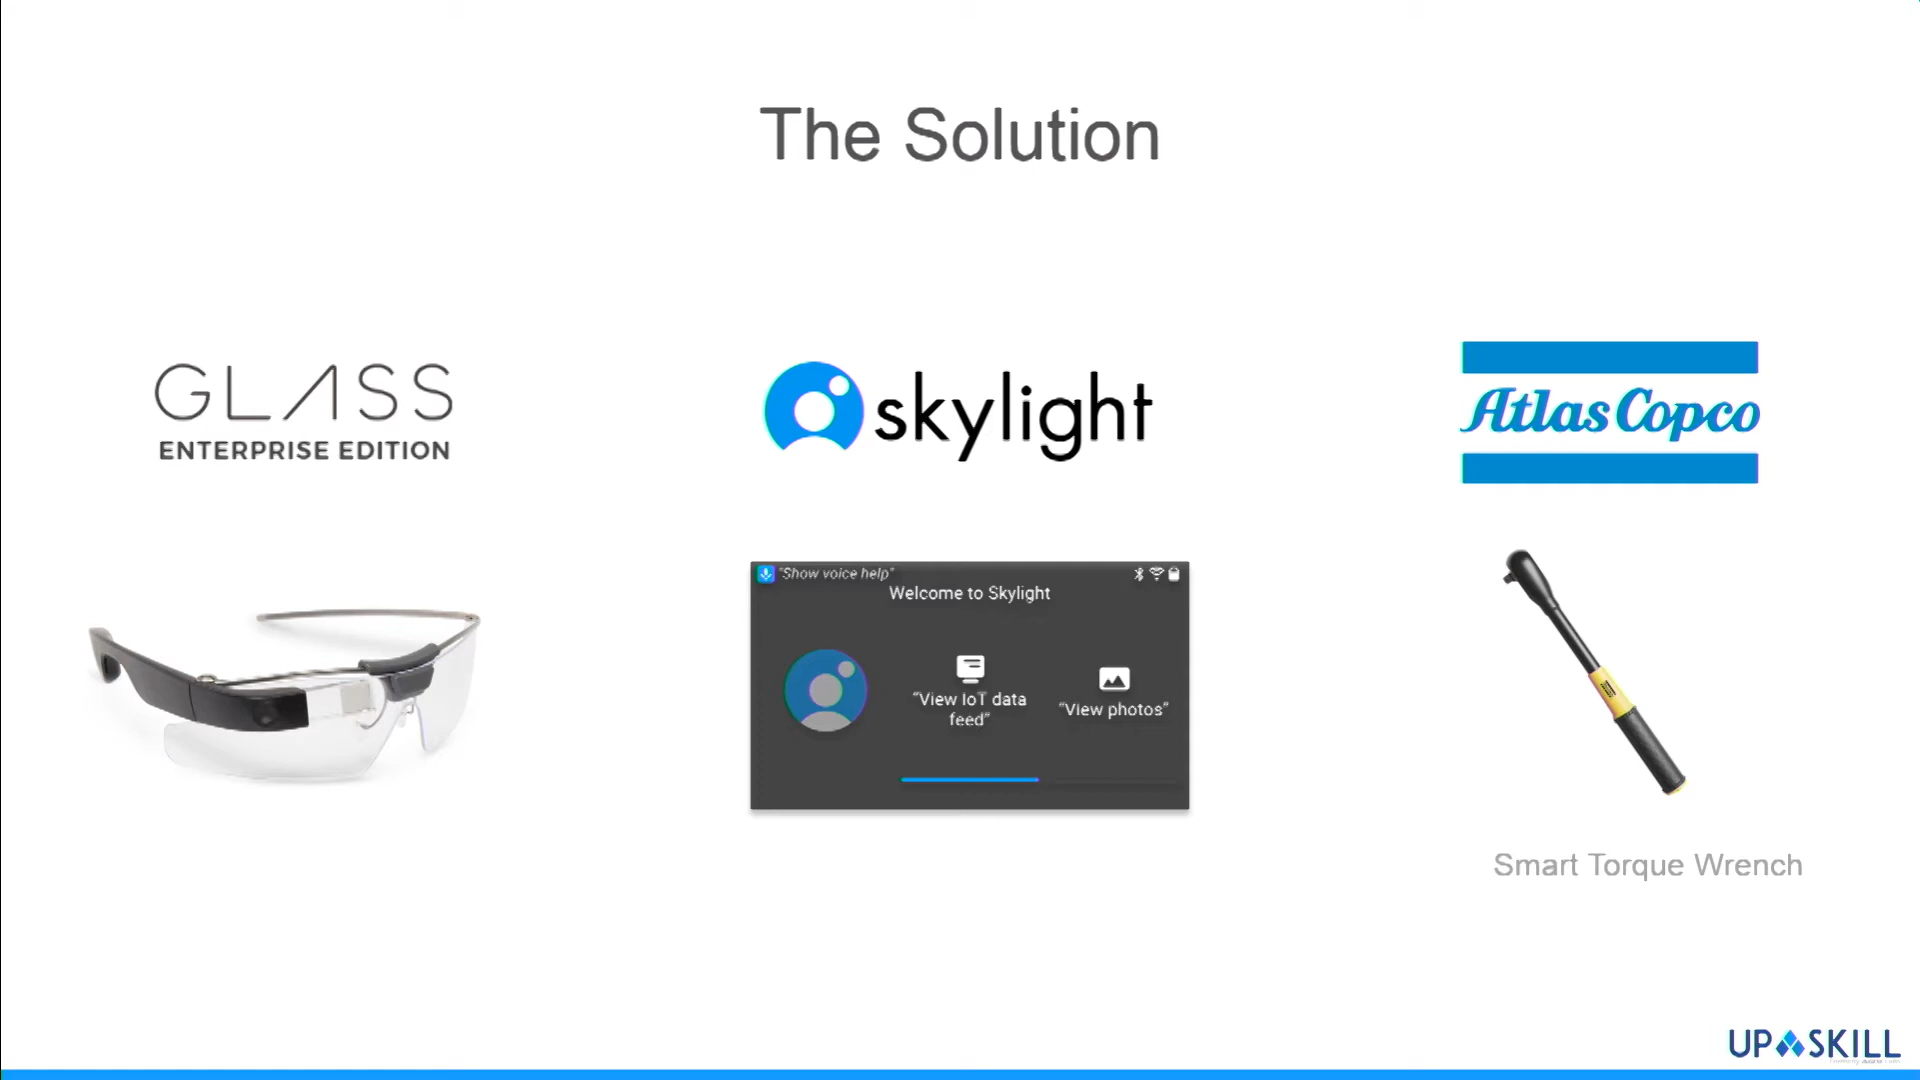 The Solution
GLASS
ENTERPRISE EDITION
skylight
Atlas Copco
"Show voice help"
Welcome to Skylight
“View IoT data
feed”
“View photos”
Smart Torque Wrench
UPSKILL